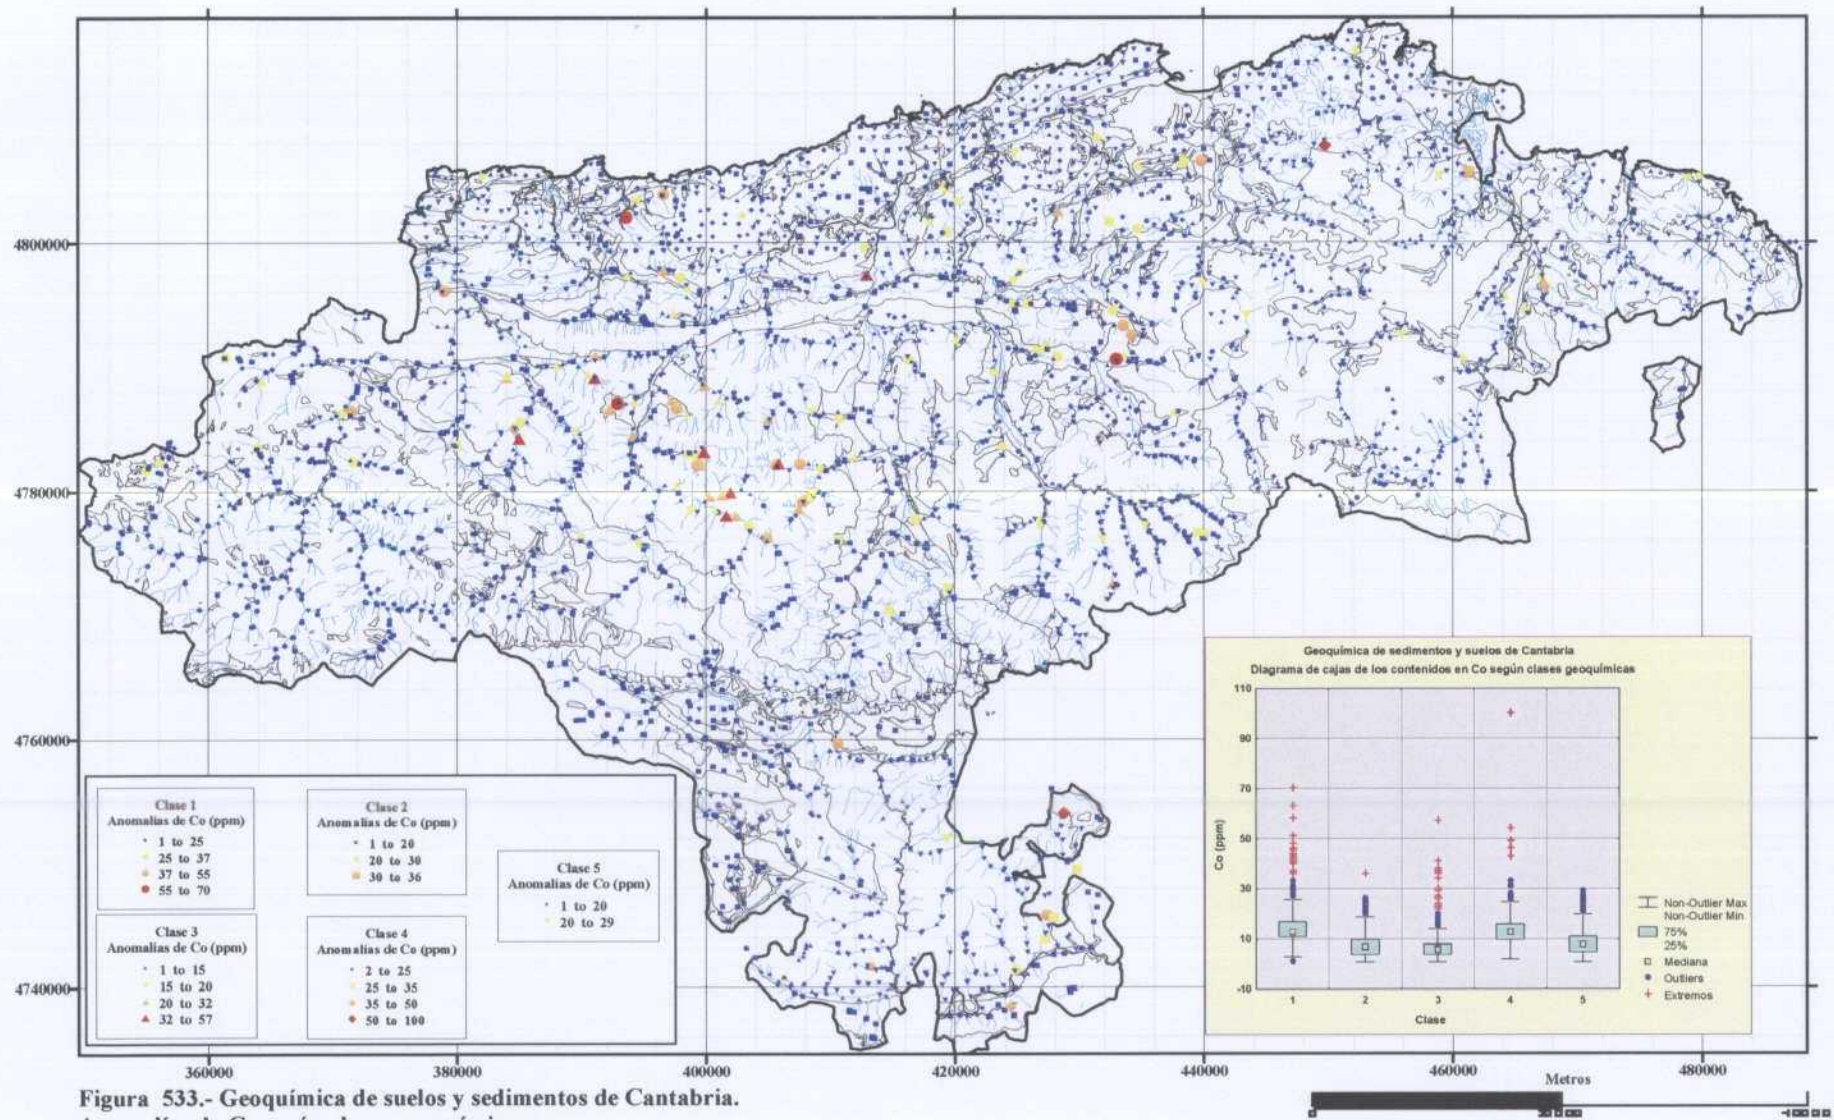 4800000
4780000
4760000
4740000
Clase 1
Anomalías de Co (ppm)
1 to 25
25 to 37
37 to 55
55 to 70
Clase 2
Anomalías de Co (ppm)
1 to 20
20 to 30
30 to 36
Clase 3
Anomalías de Co (ppm)
1 to 15
15 to 20
20 to 32
32 to 57
Clase 4
Anomalías de Co (ppm)
2 to 25
25 to 35
35 to 50
50 to 100
Clase 5
Anomalías de Co (ppm)
1 to 20
20 to 29
Geoquímica de sedimentos y suelos de Cantabria
Diagrama de cajas de los contenidos en Co según clases geoquímicas
Co (ppm)
110
90
70
50
30
10
-10
1 2 3 4 5
Clase
Non-Outlier Max
Non-Outlier Min
75%
25%
Mediana
Outliers
Extremos
360000 380000 400000 420000 440000 460000 480000
Metros
Figura 533.- Geoquímica de suelos y sedimentos de Cantabria.